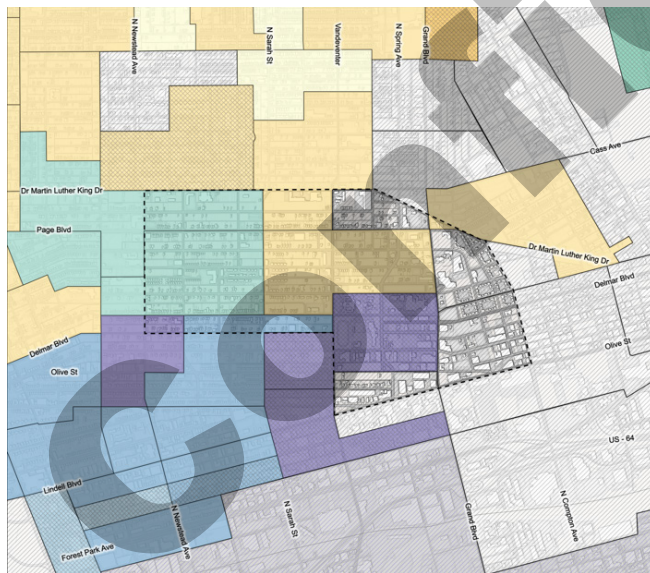 N Newstead Ave
N Sarah St
Vandeventer
N Spring Ave
Grand Blvd
Cass Ave
Dr Martin Luther King Dr
Page Blvd
Dr Martin Luther King Dr
Delmar Blvd
Delmar Blvd
Olive St
Olive St
US - 64
Lindell Blvd
N Newstead Ave
N Sarah St
Grand Blvd
N Compton Ave
Forest Park Ave